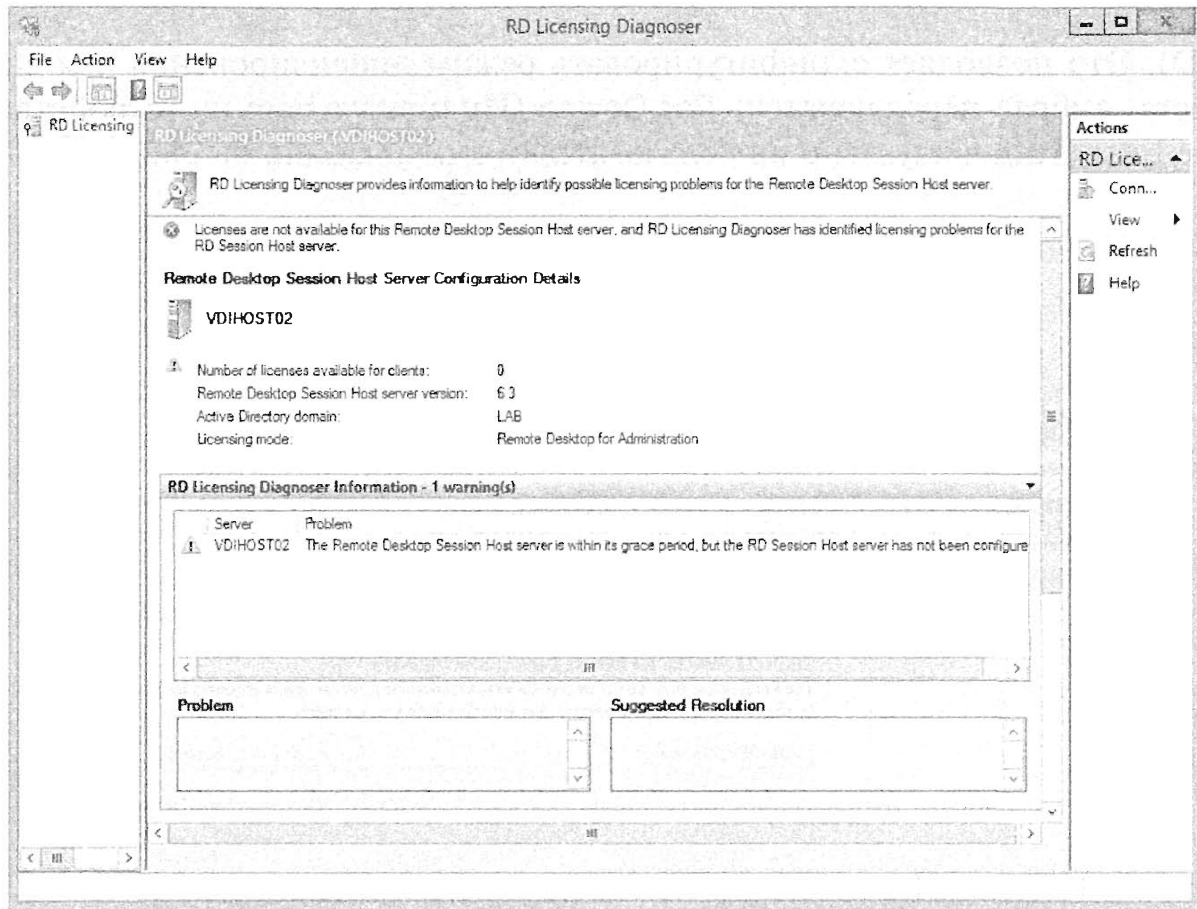 RD Licensing Diagnoser
File Action View Help
RD Licensing
RD Licensing Diagnoser (VDIHOST02)
RD Licensing Diagnoser provides information to help identify possible licensing problems for the Remote Desktop Session Host server.
Licenses are not available for this Remote Desktop Session Host server, and RD Licensing Diagnoser has identified licensing problems for the
RD Session Host server.
Remote Desktop Session Host Server Configuration Details
VDIHOST02
Number of licenses available for clients: 0
Remote Desktop Session Host server version: 6.3
Active Directory domain: LAB
Licensing mode: Remote Desktop for Administration
RD Licensing Diagnoser Information - 1 warning(s)
Server Problem
VDIHOST02 The Remote Desktop Session Host server is within its grace period, but the RD Session Host server has not been configure
Problem
Suggested Resolution
Actions
RD Lice...
Conn...
View
Refresh
Help